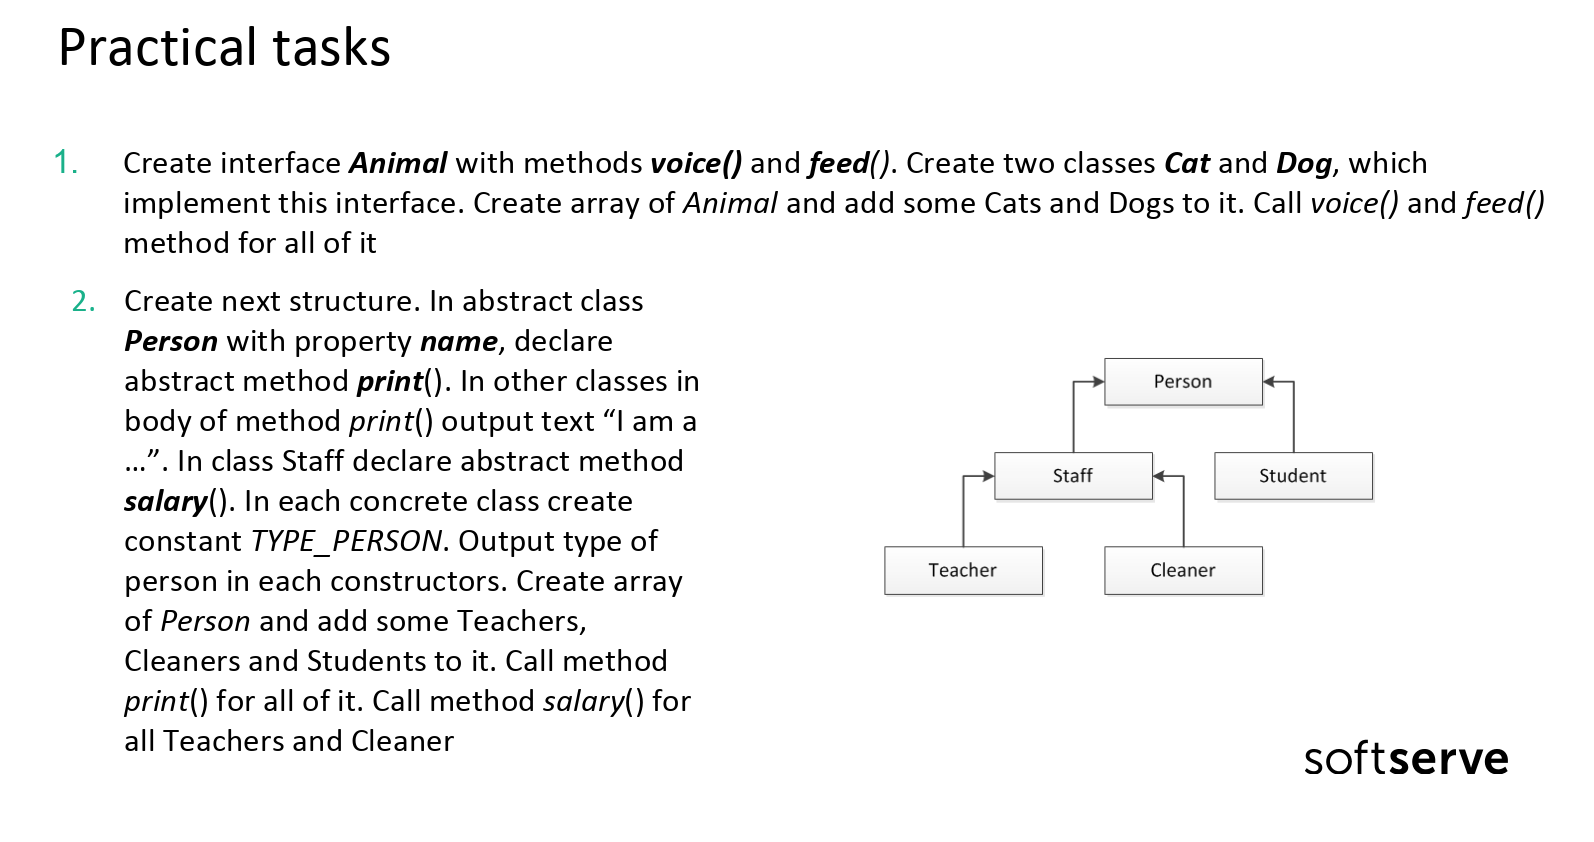 Practical tasks
1. Create interface Animal with methods voice() and feed(). Create two classes Cat and Dog, which
implement this interface. Create array of Animal and add some Cats and Dogs to it. Call voice() and feed()
method for all of it
2. Create next structure. In abstract class
Person with property name, declare
abstract method print(). In other classes in
body of method print() output text “I am a
…”. In class Staff declare abstract method
salary(). In each concrete class create
constant TYPE_PERSON. Output type of
person in each constructors. Create array
of Person and add some Teachers,
Cleaners and Students to it. Call method
print() for all of it. Call method salary() for
all Teachers and Cleaner
Person
Staff
Student
Teacher
Cleaner
softserve